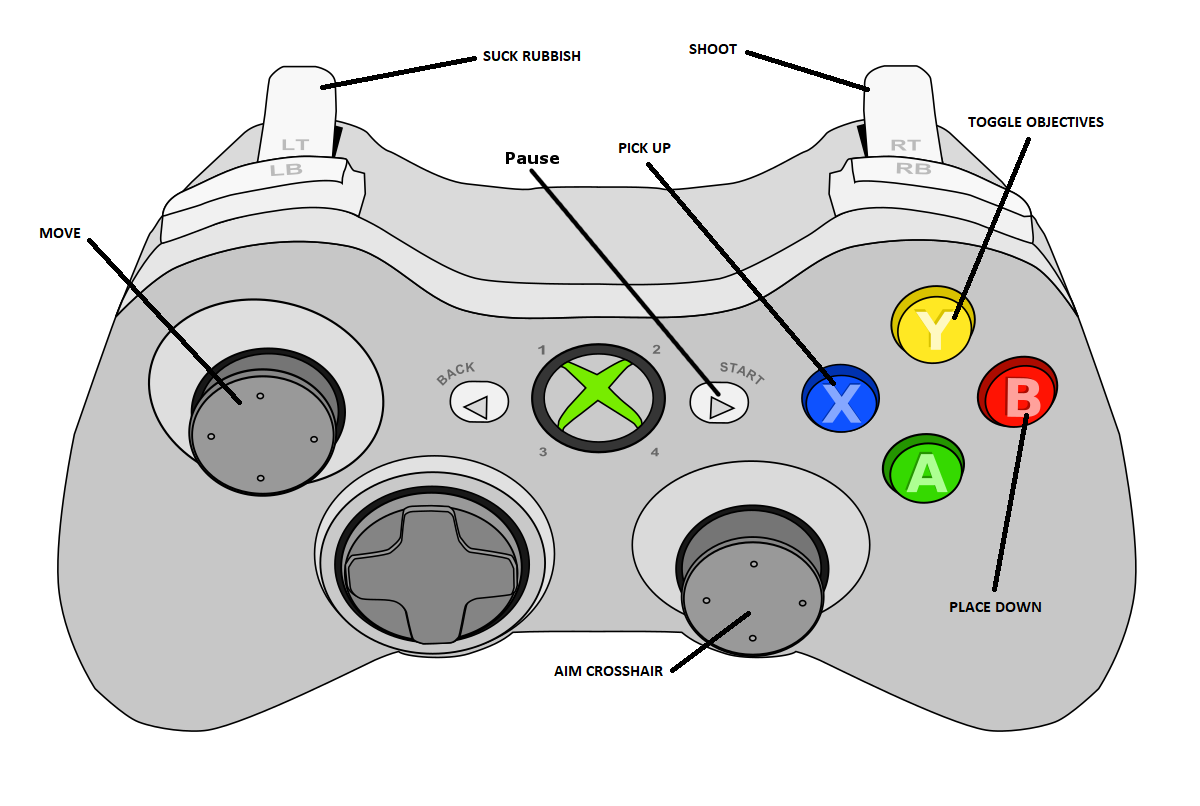 SUCK RUBBISH
SHOOT
TOGGLE OBJECTIVES
LT
RT
PICK UP
Pause
LB
RB
MOVE
Y
1
2
BACK
START
X
B
3
4
A
PLACE DOWN
AIM CROSSHAIR